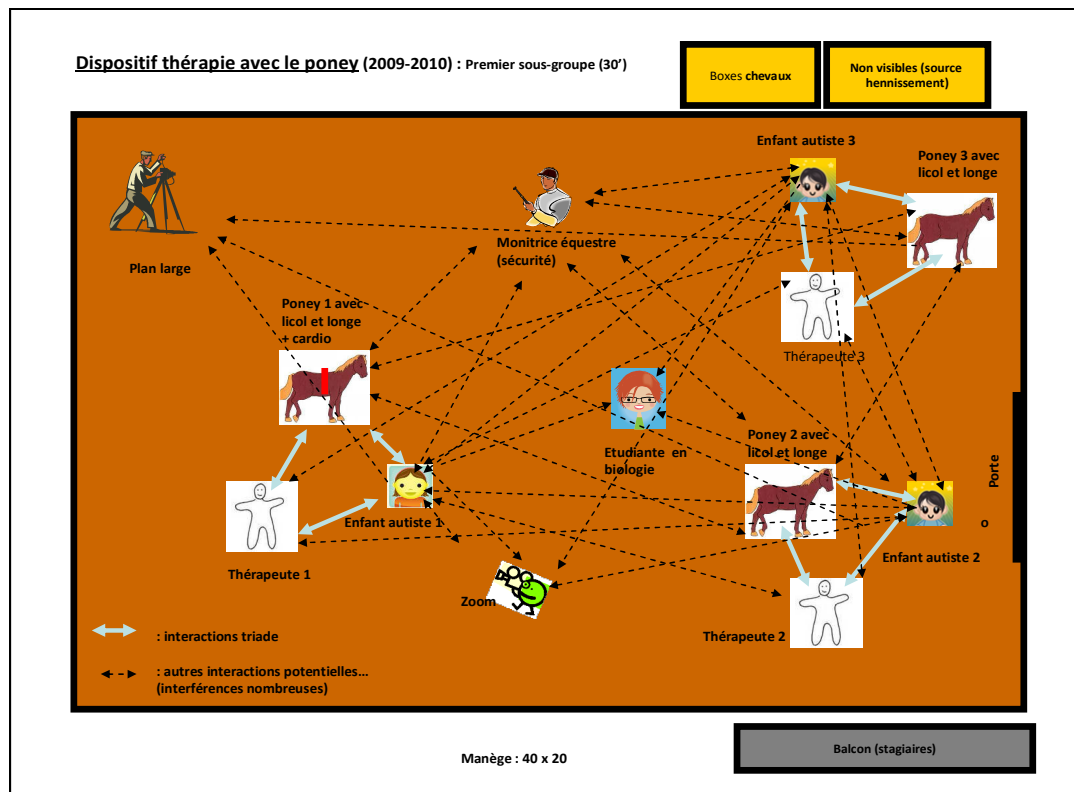 Dispositif thérapie avec le poney (2009-2010) : Premier sous-groupe (30’)
Boxes chevaux
Non visibles (source
hennissement)
Enfant autiste 3
Poney 3 avec
licol et longe
Plan large
Monitrice équestre
(sécurité)
Poney 1 avec
licol et longe
+ cardio
Thérapeute 3
Etudiante en
biologie
Poney 2 avec
licol et longe
Porte
o
Enfant autiste 1
Enfant autiste 2
Thérapeute 1
Zoom
Thérapeute 2
: interactions triade
: autres interactions potentielles…
(interférences nombreuses)
Manège : 40 x 20
Balcon (stagiaires)